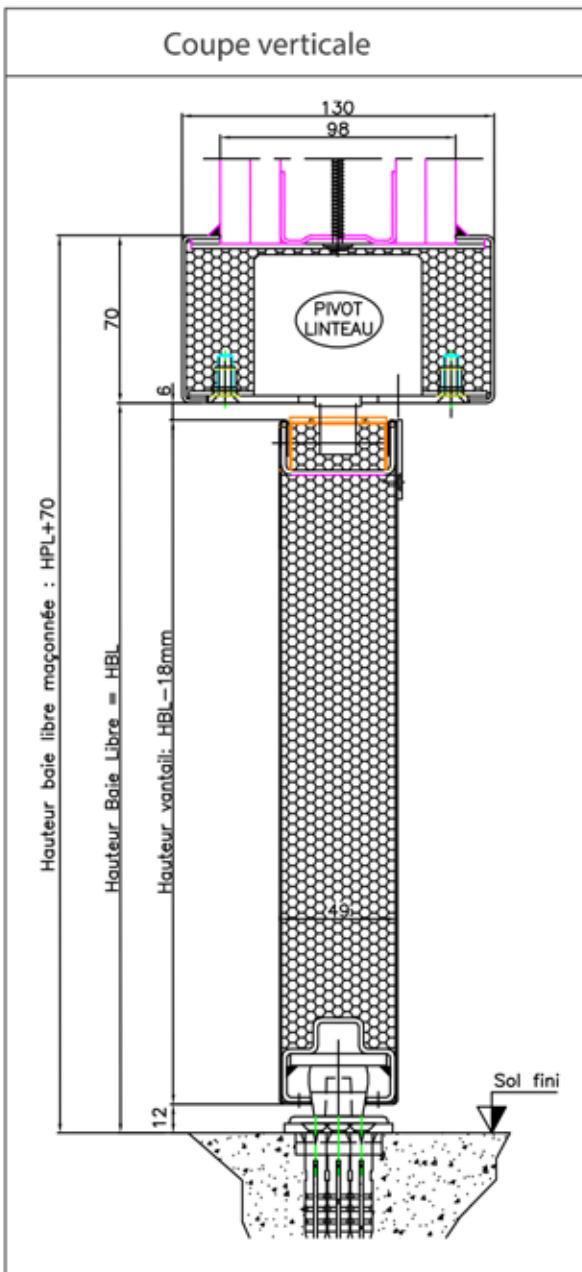 Coupe verticale
130
98
70
PIVOT
LINTEAU
6
Hauteur baie libre maçonnée : HPL+70
Hauteur Baie Libre = HBL
Hauteur vantail: HBL-18mm
49
12
Sol fini